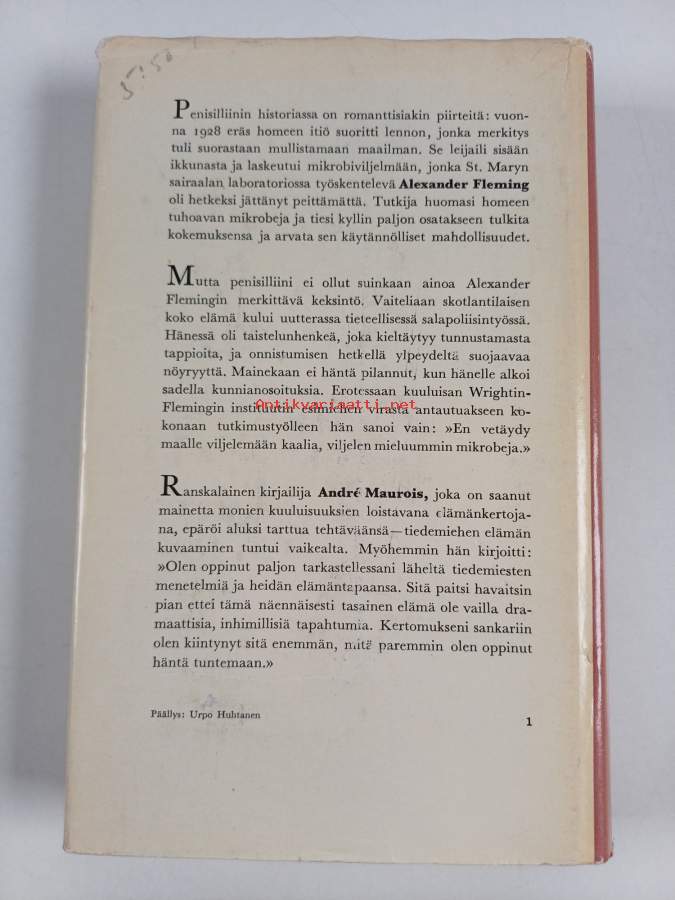 5:50
Penisilliinin historiassa on romanttisiakin piirteitä: vuon-
na 1928 eräs homeen itiö suoritti lennon, jonka merkitys
tuli suorastaan mullistamaan maailman. Se leijaili sisään
ikkunasta ja laskeutui mikrobiviljelmään, jonka St. Maryn
sairaalan laboratoriossa työskentelevä Alexander Fleming
oli hetkeksi jättänyt peittämättä. Tutkija huomasi homeen
tuhoavan mikrobeja ja tiesi kyllin paljon osatakseen tulkita
kokemuksensa ja arvata sen käytännölliset mahdollisuudet.
Mutta penisilliini ei ollut suinkaan ainoa Alexander
Flemingin merkittävä keksintö. Vaiteliaan skotlantilaisen
koko elämä kului uutterassa tieteellisessä salapoliisintyössä.
Hänessä oli taistelunhenkeä, joka kieltäytyy tunnustamasta
tappioita, ja onnistumisen hetkellä ylpeydeltä suojaavaa
nöyryyttä. Mainekaan ei häntä pilannut, kun hänelle alkoi
sadella kunnianosoituksia. Erotessaan kuuluisan Wrightin-
Flemingin instituutin esimiehen virasta antautuakseen ko-
Antikvariaatti.net
konaan tutkimustyölleen hän sanoi vain: »En vetäydy
maalle viljelemään kaalia, viljelen mieluummin mikrobeja.»
Ranskalainen kirjailija André Maurois, joka on saanut
mainetta monien kuuluisuuksien loistavana elämänkertoja-
na, epäröi aluksi tarttua tehtäväänsä—tiedemiehen elämän
kuvaaminen tuntui vaikealta. Myöhemmin hän kirjoitti:
»Olen oppinut paljon tarkastellessani läheltä tiedemiesten
menetelmiä ja heidän elämäntapaansa. Sitä paitsi havaitsin
pian ettei tämä näennäisesti tasainen elämä ole vailla dra-
maattisia, inhimillisiä tapahtumia. Kertomukseni sankariin
olen kiintynyt sitä enemmän, mitä paremmin olen oppinut
häntä tuntemaan.»
Päällys: Urpo Huhtanen
1